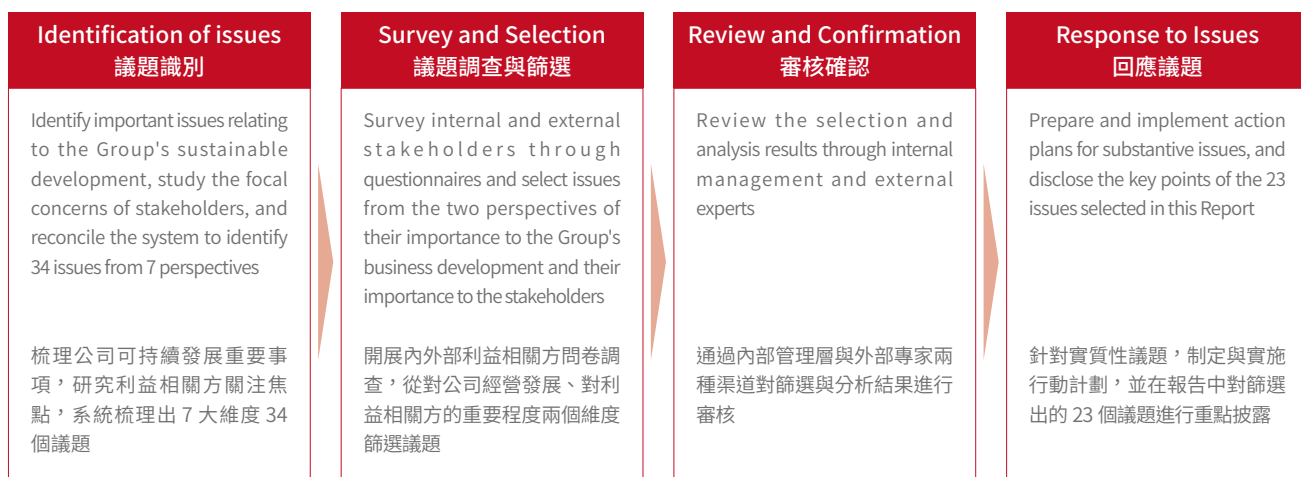 Identification of issues
議題識別
Identify important issues relating
to the Group's sustainable
development, study the focal
concerns of stakeholders, and
reconcile the system to identify
34 issues from 7 perspectives
梳理公司可持續發展重要事
項，研究利益相關方關注焦
點，系統梳理出 7 大維度 34
個議題
Survey and Selection
議題調查與篩選
Survey internal and external
stakeholders through
questionnaires and select issues
from the two perspectives of
their importance to the Group's
business development and their
importance to the stakeholders
開展內外部利益相關方問卷調
查，從對公司經營發展、對利
益相關方的重要程度兩個維度
篩選議題
Review and Confirmation
審核確認
Review the selection and
analysis results through internal
management and external
experts
通過內部管理層與外部專家兩
種渠道對篩選與分析結果進行
審核
Response to Issues
回應議題
Prepare and implement action
plans for substantive issues, and
disclose the key points of the 23
issues selected in this Report
針對實質性議題，制定與實施
行動計劃，並在報告中對篩選
出的 23 個議題進行重點披露